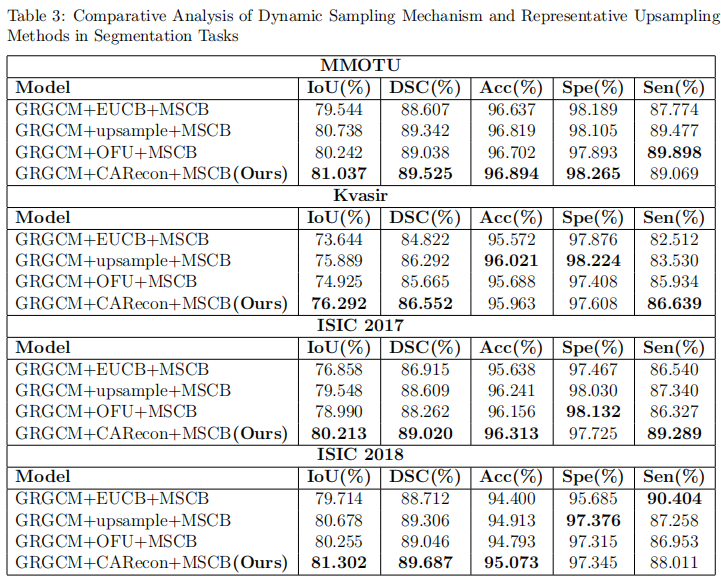 Table 3: Comparative Analysis of Dynamic Sampling Mechanism and Representative Upsampling
Methods in Segmentation Tasks
MMOTU
Model IoU(%) DSC(%) Acc(%) Spe(%) Sen(%)
GRGCM+EUCB+MSCB 79.544 88.607 96.637 98.189 87.774
GRGCM+upsample+MSCB 80.738 89.342 96.819 98.105 89.477
GRGCM+OFU+MSCB 80.242 89.038 96.702 97.893 89.898
GRGCM+CARecon+MSCB(Ours) 81.037 89.525 96.894 98.265 89.069
Kvasir
Model IoU(%) DSC(%) Acc(%) Spe(%) Sen(%)
GRGCM+EUCB+MSCB 73.644 84.822 95.572 97.876 82.512
GRGCM+upsample+MSCB 75.889 86.292 96.021 98.224 83.530
GRGCM+OFU+MSCB 74.925 85.665 95.688 97.408 85.934
GRGCM+CARecon+MSCB(Ours) 76.292 86.552 95.963 97.608 86.639
ISIC 2017
Model IoU(%) DSC(%) Acc(%) Spe(%) Sen(%)
GRGCM+EUCB+MSCB 76.858 86.915 95.638 97.467 86.540
GRGCM+upsample+MSCB 79.548 88.609 96.241 98.030 87.340
GRGCM+OFU+MSCB 78.990 88.262 96.156 98.132 86.327
GRGCM+CARecon+MSCB(Ours) 80.213 89.020 96.313 97.725 89.289
ISIC 2018
Model IoU(%) DSC(%) Acc(%) Spe(%) Sen(%)
GRGCM+EUCB+MSCB 79.714 88.712 94.400 95.685 90.404
GRGCM+upsample+MSCB 80.678 89.306 94.913 97.376 87.258
GRGCM+OFU+MSCB 80.255 89.046 94.793 97.315 86.953
GRGCM+CARecon+MSCB(Ours) 81.302 89.687 95.073 97.345 88.011